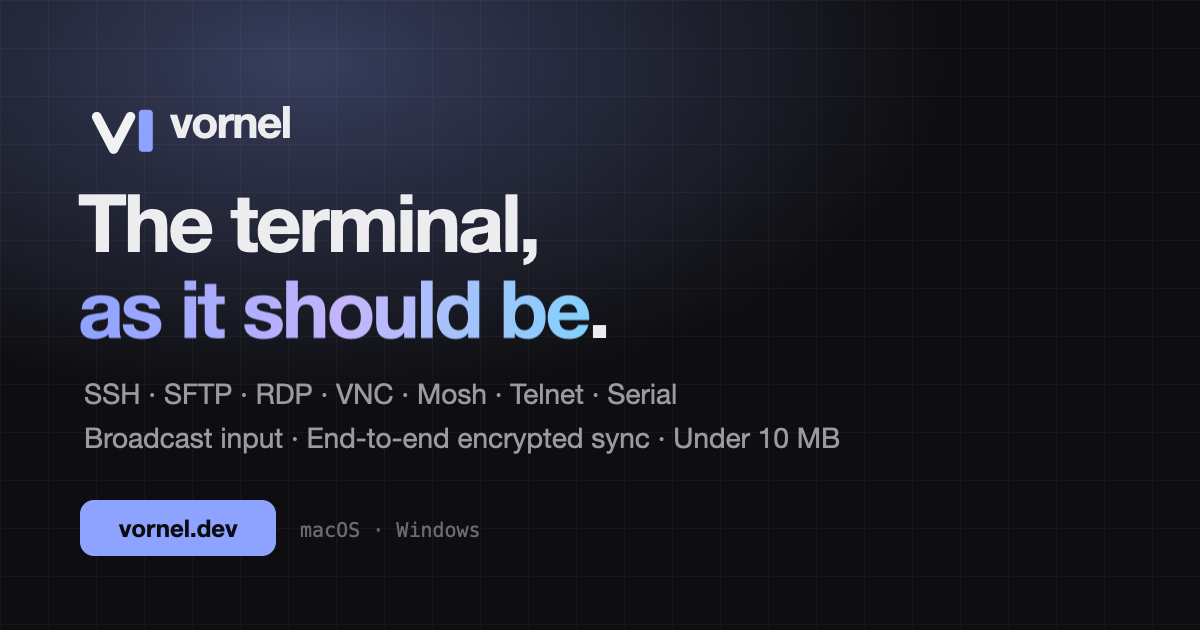 vornel
The terminal,
as it should be.
SSH · SFTP · RDP · VNC · Mosh · Telnet · Serial
Broadcast input · End-to-end encrypted sync · Under 10 MB
vornel.dev macOS · Windows